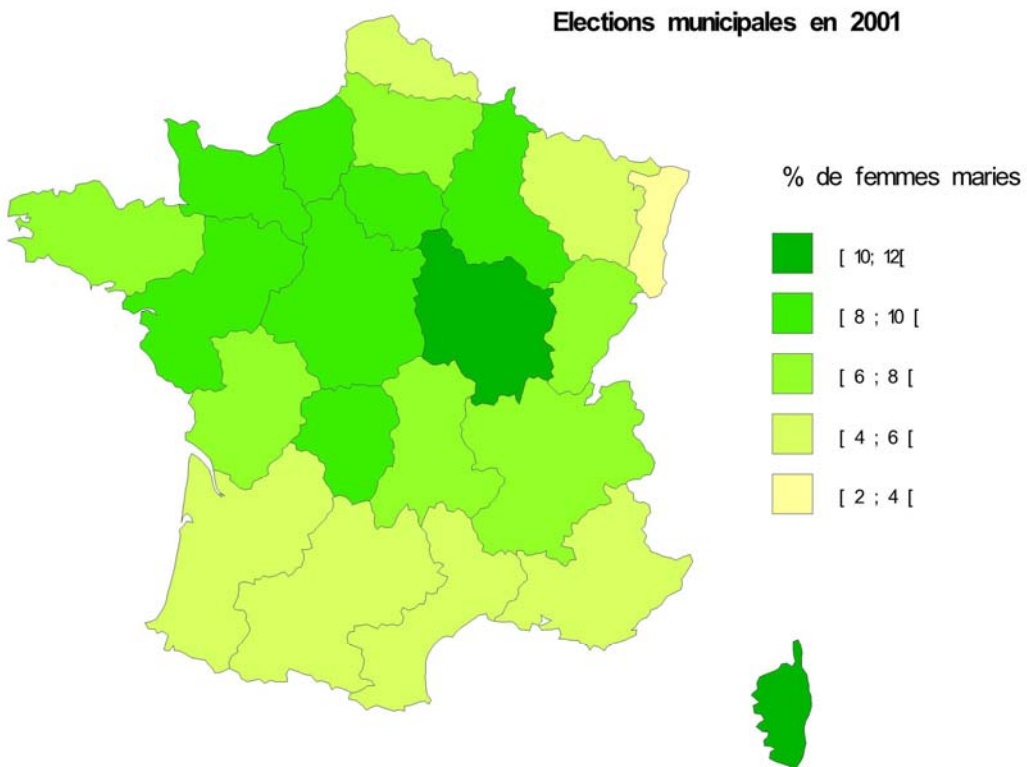 Elections municipales en 2001
% de femmes maries
[ 10; 12[
[ 8 ; 10 [
[ 6 ; 8 [
[ 4 ; 6 [
[ 2 ; 4 [